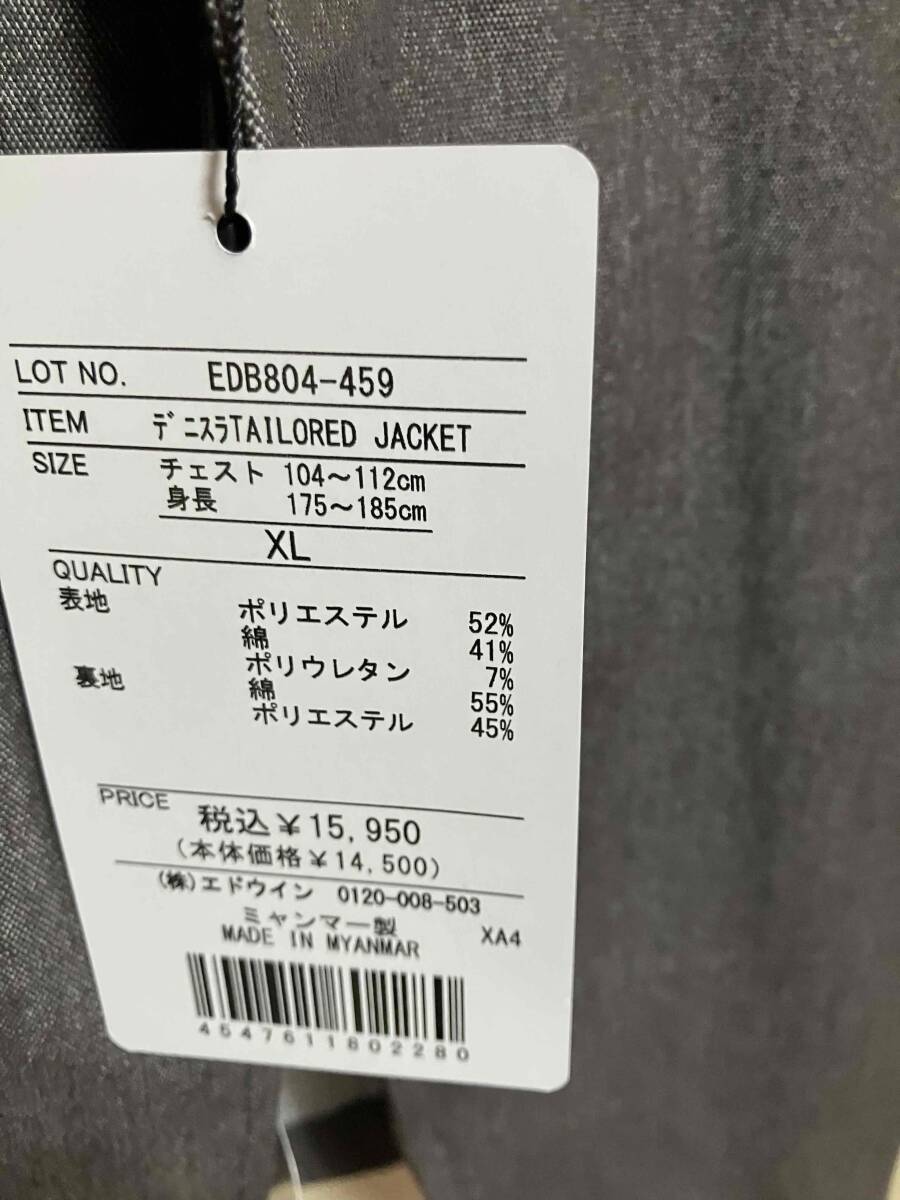 LOT NO. EDB804-459
ITEM ﾃﾞﾆｽﾗTAILORED JACKET
SIZE チェスト 104～112cm
身長 175～185cm
XL
QUALITY
表地 ポリエステル 52%
綿 41%
ポリウレタン 7%
裏地 綿 55%
ポリエステル 45%
PRICE 税込￥15,950
(本体価格￥14,500)
(株)エドウイン 0120-008-503
ミャンマー製
MADE IN MYANMAR XA4
4547611802280